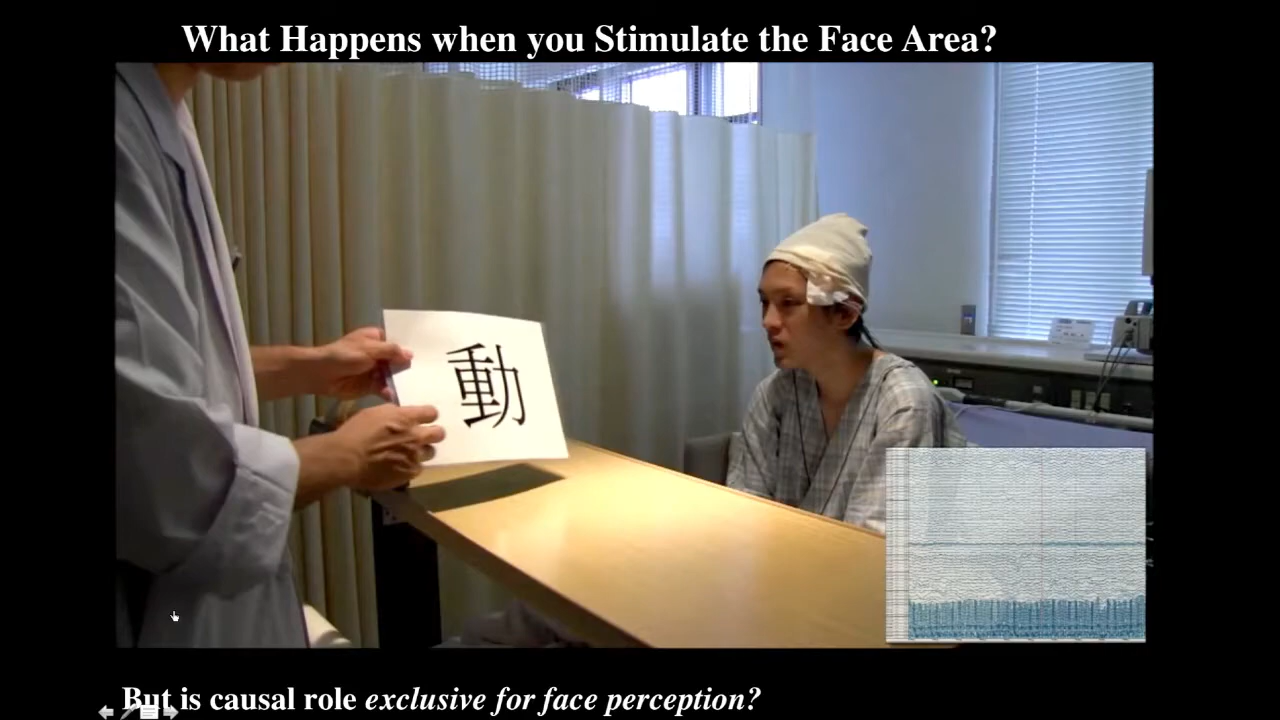 What Happens when you Stimulate the Face Area?
動
But is causal role exclusive for face perception?